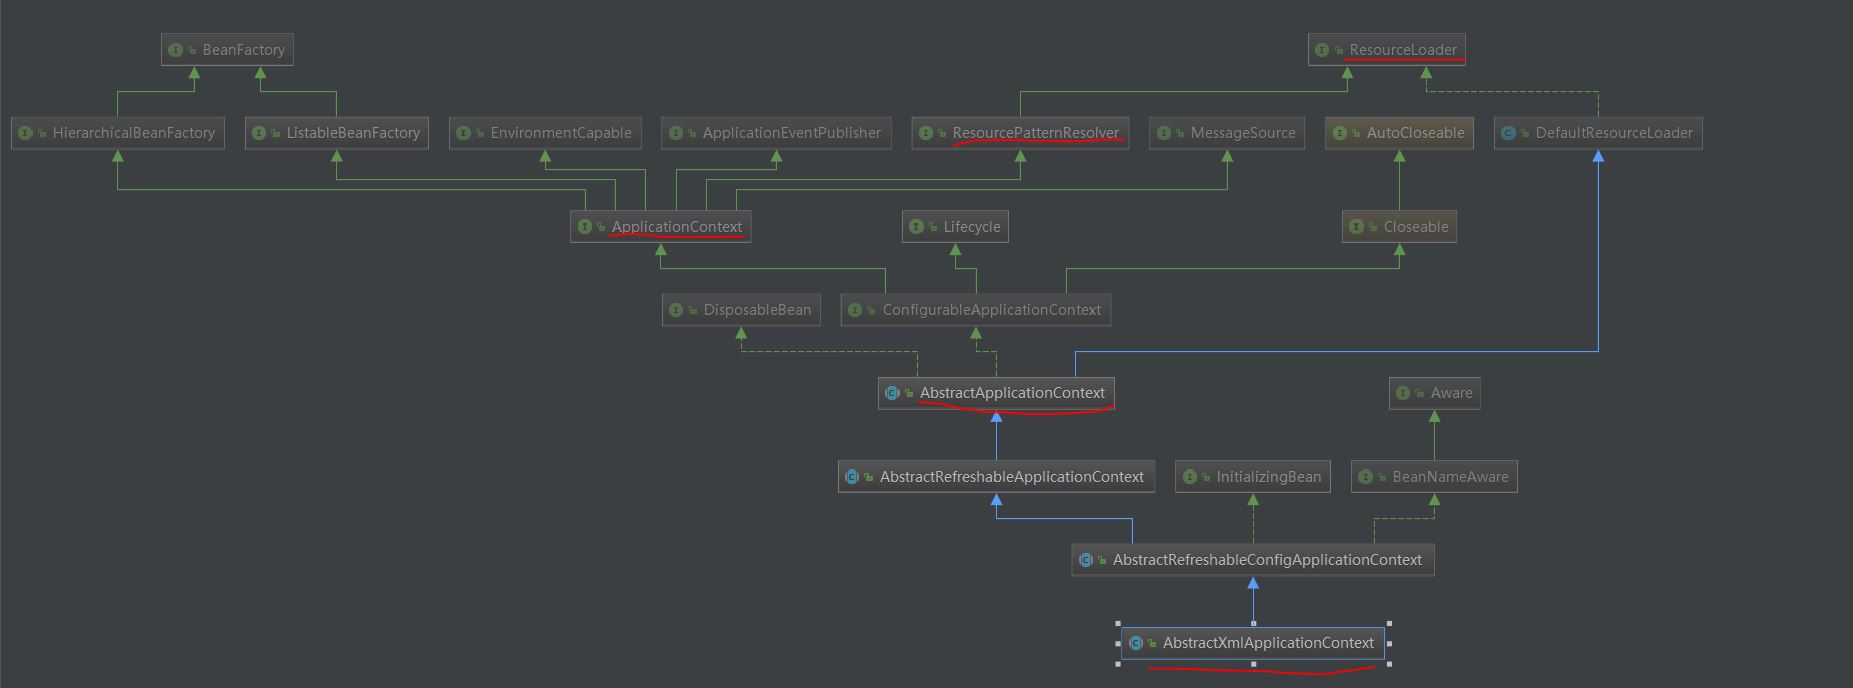 BeanFactory
ResourceLoader
HierarchicalBeanFactory
ListableBeanFactory
EnvironmentCapable
ApplicationEventPublisher
ResourcePatternResolver
MessageSource
AutoCloseable
DefaultResourceLoader
ApplicationContext
Lifecycle
Closeable
DisposableBean
ConfigurableApplicationContext
AbstractApplicationContext
Aware
AbstractRefreshableApplicationContext
InitializingBean
BeanNameAware
AbstractRefreshableConfigApplicationContext
AbstractXmlApplicationContext